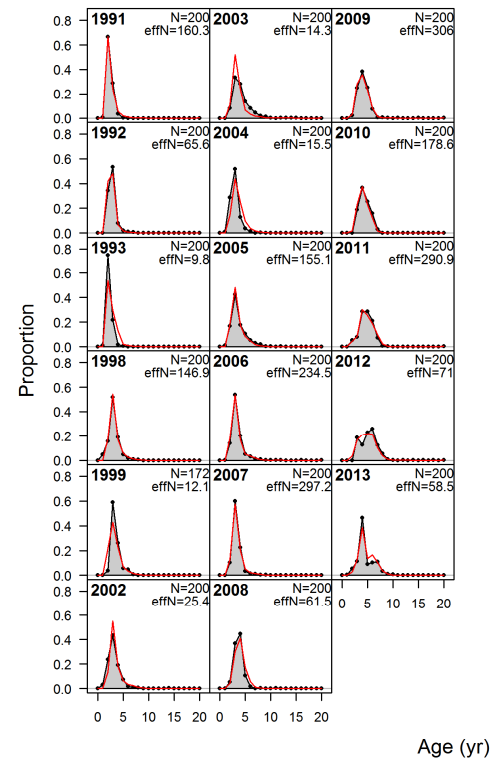 1991 N=200
effN=160.3
2003 N=200
effN=14.3
2009 N=200
effN=306
0.8
0.6
0.4
0.2
0.0
1992 N=200
effN=65.6
2004 N=200
effN=15.5
2010 N=200
effN=178.6
0.8
0.6
0.4
0.2
0.0
1993 N=200
effN=9.8
2005 N=200
effN=155.1
2011 N=200
effN=290.9
0.8
0.6
0.4
0.2
0.0
Proportion
1998 N=200
effN=146.9
2006 N=200
effN=234.5
2012 N=200
effN=71
0.8
0.6
0.4
0.2
0.0
1999 N=172
effN=12.1
2007 N=200
effN=297.2
2013 N=200
effN=58.5
0.8
0.6
0.4
0.2
0.0
2002 N=200
effN=25.4
2008 N=200
effN=61.5
0 5 10 15 20
0.8
0.6
0.4
0.2
0.0
0 5 10 15 20
0 5 10 15 20
Age (yr)